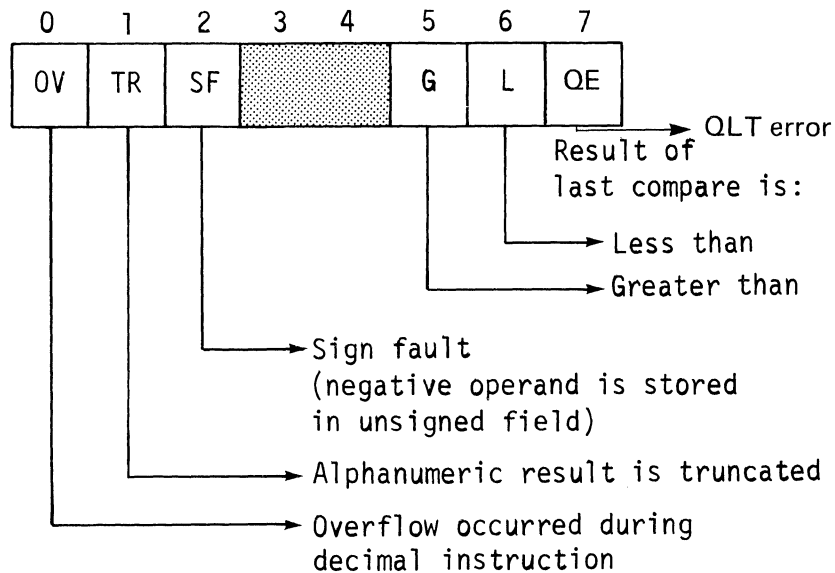 0 1 2 3 4 5 6 7
OV TR SF G L QE
QLT error
Result of
last compare is:
Less than
Greater than
Sign fault
(negative operand is stored
in unsigned field)
Alphanumeric result is truncated
Overflow occurred during
decimal instruction